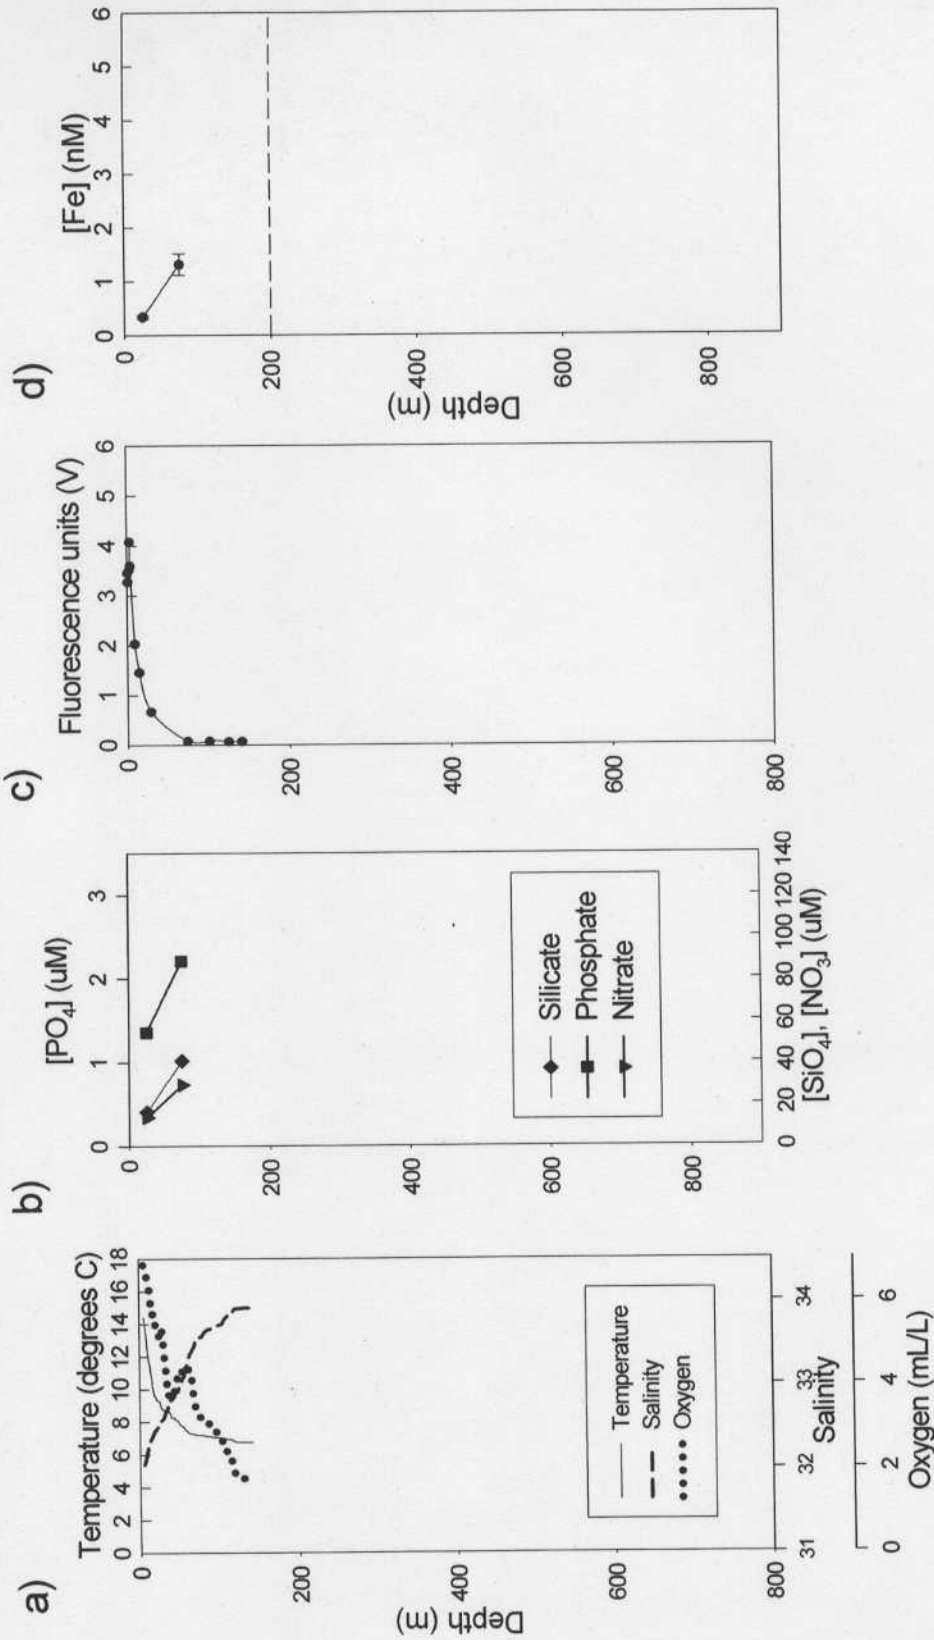 a)
Temperature (degrees C)
0 2 4 6 8 10 12 14 16 18
0
200
400
600
800
Depth (m)
Temperature
Salinity
Oxygen
31 32 33 34
Salinity
0 2 4 6
Oxygen (mL/L)
b)
[PO4] (uM)
0 1 2 3
0
200
400
600
800
Silicate
Phosphate
Nitrate
0 20 40 60 80 100 120 140
[SiO4], [NO3] (uM)
c)
Fluorescence units (V)
0 1 2 3 4 5 6
0
200
400
600
800
d)
[Fe] (nM)
0 1 2 3 4 5 6
0
200
400
600
800
Depth (m)